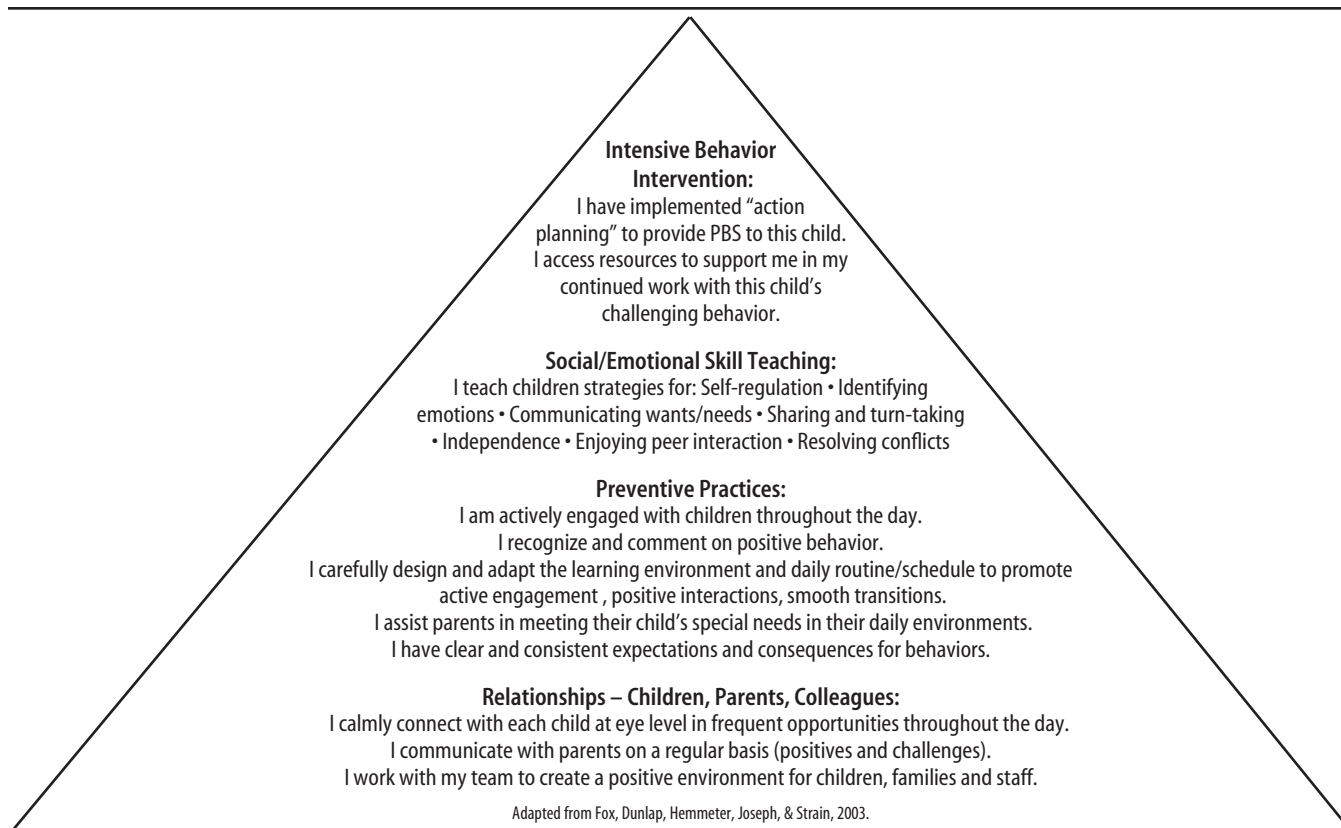 Intensive Behavior
Intervention:
I have implemented “action
planning” to provide PBS to this child.
I access resources to support me in my
continued work with this child’s
challenging behavior.
Social/Emotional Skill Teaching:
I teach children strategies for: Self-regulation • Identifying
emotions • Communicating wants/needs • Sharing and turn-taking
• Independence • Enjoying peer interaction • Resolving conflicts
Preventive Practices:
I am actively engaged with children throughout the day.
I recognize and comment on positive behavior.
I carefully design and adapt the learning environment and daily routine/schedule to promote
active engagement , positive interactions, smooth transitions.
I assist parents in meeting their child’s special needs in their daily environments.
I have clear and consistent expectations and consequences for behaviors.
Relationships – Children, Parents, Colleagues:
I calmly connect with each child at eye level in frequent opportunities throughout the day.
I communicate with parents on a regular basis (positives and challenges).
I work with my team to create a positive environment for children, families and staff.
Adapted from Fox, Dunlap, Hemmeter, Joseph, & Strain, 2003.